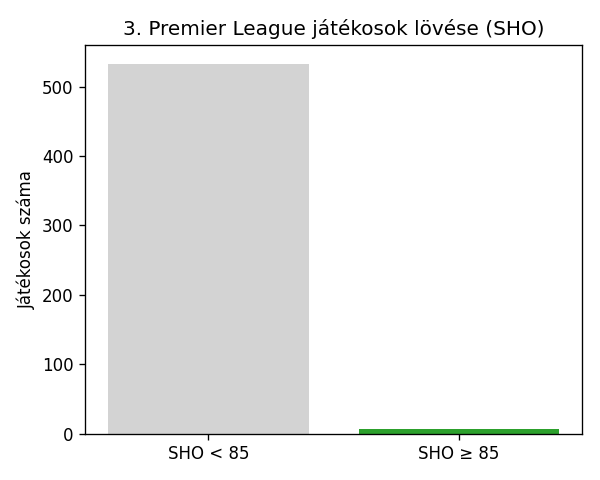 3. Premier League játékosok lövése (SHO)
Játékosok száma
500
400
300
200
100
0
SHO < 85
SHO ≥ 85